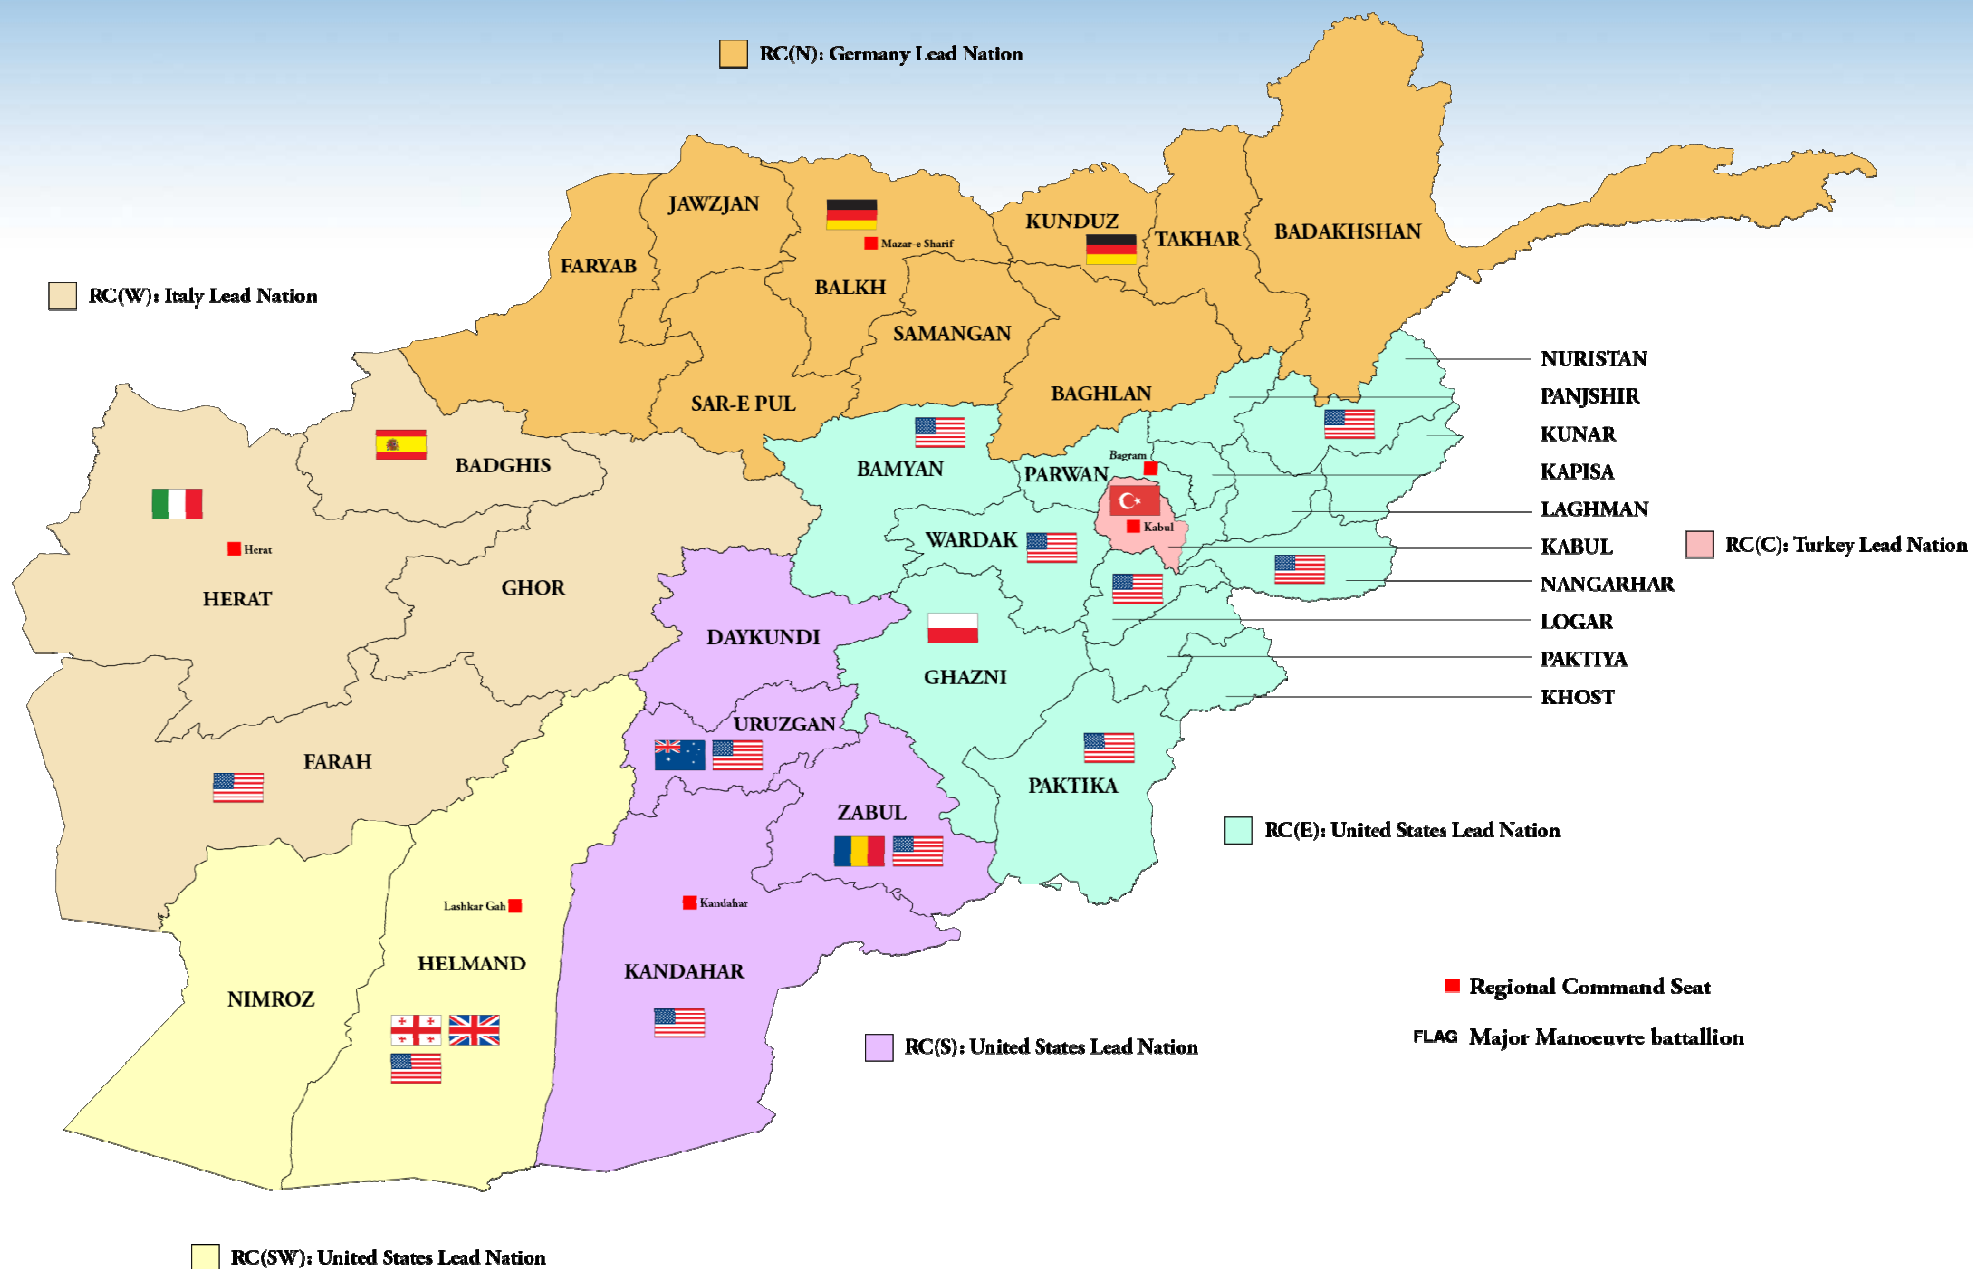 RC(N): Germany Lead Nation
JAWZJAN
KUNDUZ
TAKHAR
BADAKHSHAN
Mazar-e Sharif
FARYAB
BALKH
RC(W): Italy Lead Nation
SAMANGAN
NURISTAN
BAGHLAN
PANJSHIR
SAR-E PUL
KUNAR
Bagram
BADGHIS
BAMYAN
PARWAN
KAPISA
LAGHMAN
Kabul
WARDAK
KABUL
RC(C): Turkey Lead Nation
Herat
GHOR
NANGARHAR
HERAT
LOGAR
DAYKUNDI
PAKTIYA
GHAZNI
KHOST
URUZGAN
FARAH
PAKTIKA
ZABUL
RC(E): United States Lead Nation
Lashkar Gah
Kandahar
HELMAND
KANDAHAR
NIMROZ
Regional Command Seat
FLAG Major Manoeuvre battallion
RC(S): United States Lead Nation
RC(SW): United States Lead Nation